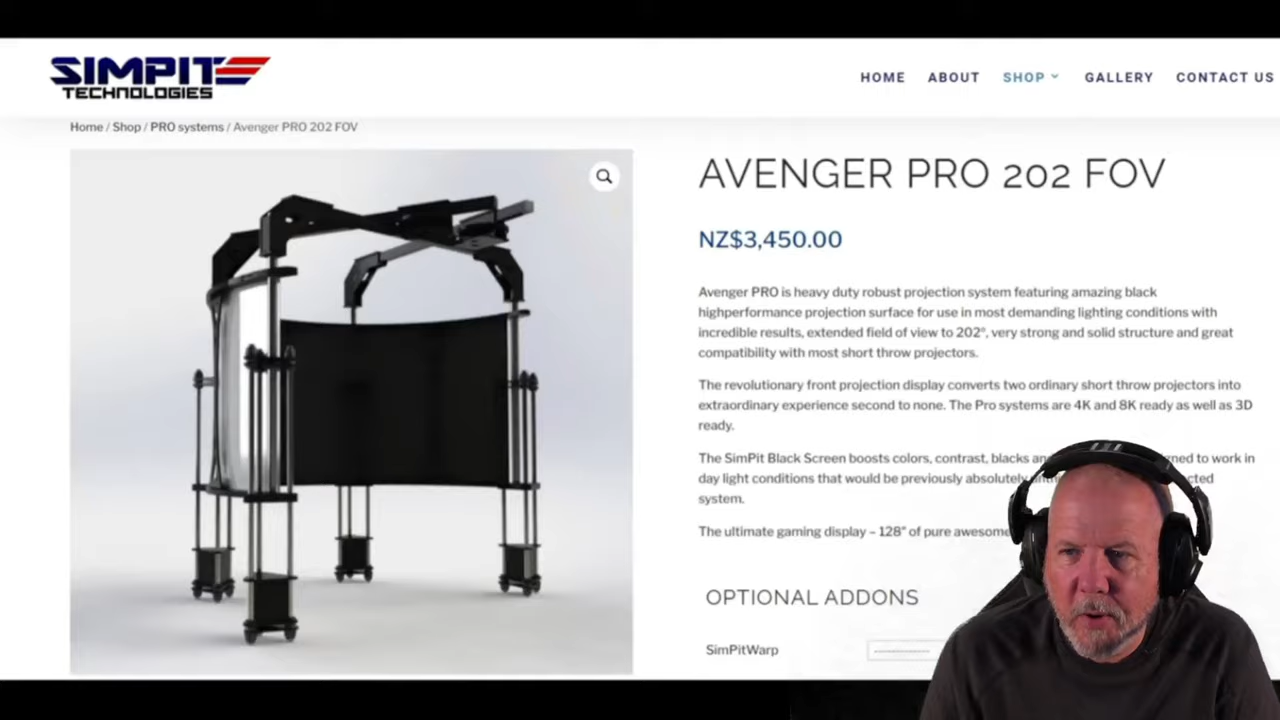 SIMPIT
TECHNOLOGIES
HOME ABOUT SHOP GALLERY CONTACT US
Home / Shop / PRO systems / Avenger PRO 202 FOV
AVENGER PRO 202 FOV
NZ$3,450.00
Avenger PRO is heavy duty robust projection system featuring amazing black
highperformance projection surface for use in most demanding lighting conditions with
incredible results, extended field of view to 202º, very strong and solid structure and great
compatibility with most short throw projectors.
The revolutionary front projection display converts two ordinary short throw projectors into
extraordinary experience second to none. The Pro systems are 4K and 8K ready as well as 3D
ready.
The SimPit Black Screen boosts colors, contrast, blacks to work in
day light conditions that would be previously absolutely
system.
The ultimate gaming display – 128" of pure awesome
OPTIONAL ADDONS
SimPitWarp